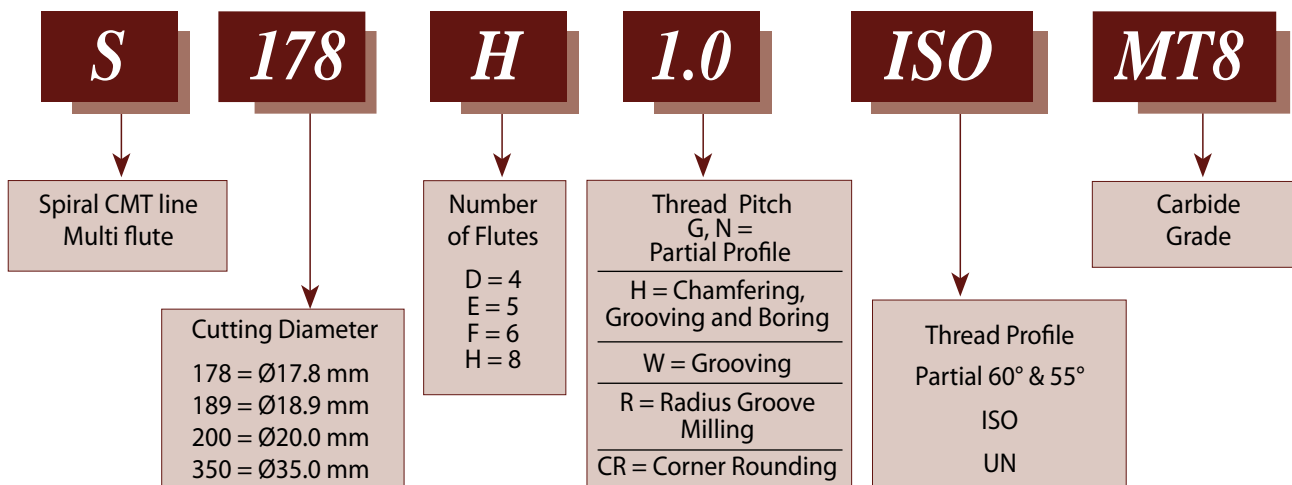 S 178 H 1.0 ISO MT8
Spiral CMT line
Multi flute
Cutting Diameter
178 = Ø17.8 mm
189 = Ø18.9 mm
200 = Ø20.0 mm
350 = Ø35.0 mm
Number
of Flutes
D = 4
E = 5
F = 6
H = 8
Thread Pitch
G, N =
Partial Profile
H = Chamfering,
Grooving and Boring
W = Grooving
R = Radius Groove
Milling
CR = Corner Rounding
Thread Profile
Partial 60° & 55°
ISO
UN
Carbide
Grade